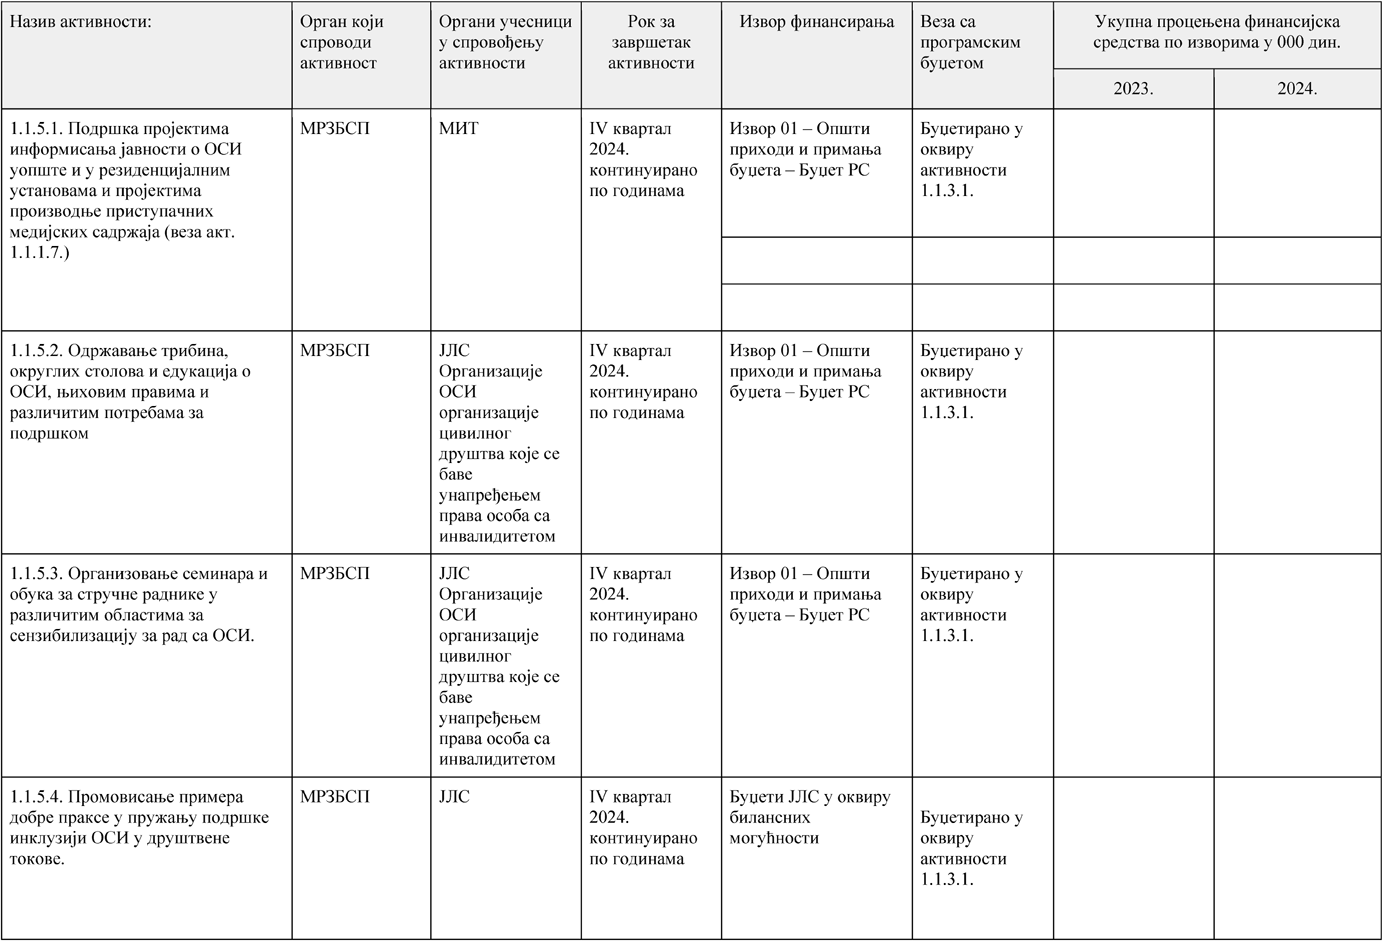 Назив активности:
Орган који
спроводи
активност
Органи учесници
у спровођењу
активности
Рок за
завршетак
активности
Извор финансирања
Веза са
програмским
буџетом
Укупна процењена финансијска
средства по изворима у 000 дин.
2023.
2024.
1.1.5.1. Подршка пројектима
информисања јавности о ОСИ
уопште и у резиденцијалним
установама и пројектима
производње приступачних
медијских садржаја (веза акт.
1.1.1.7.)
МРЗБСП
МИТ
IV квартал
2024.
континуирано
по годинама
Извор 01 – Општи
приходи и примања
буџета – Буџет РС
Буџетирано у
оквиру
активности
1.1.3.1.
1.1.5.2. Одржавање трибина,
округлих столова и едукација о
ОСИ, њиховим правима и
различитим потребама за
подршком
МРЗБСП
ЈЛС
Организације
ОСИ
организације
цивилног
друштва које се
баве
унапређењем
права особа са
инвалидитетом
IV квартал
2024.
континуирано
по годинама
Извор 01 – Општи
приходи и примања
буџета – Буџет РС
Буџетирано у
оквиру
активности
1.1.3.1.
1.1.5.3. Организовање семинара и
обука за стручне раднике у
различитим областима за
сензибилизацију за рад са ОСИ.
МРЗБСП
ЈЛС
Организације
ОСИ
организације
цивилног
друштва које се
баве
унапређењем
права особа са
инвалидитетом
IV квартал
2024.
континуирано
по годинама
Извор 01 – Општи
приходи и примања
буџета – Буџет РС
Буџетирано у
оквиру
активности
1.1.3.1.
1.1.5.4. Промовисање примера
добре праксе у пружању подршке
инклузији ОСИ у друштвене
токове.
МРЗБСП
ЈЛС
IV квартал
2024.
континуирано
по годинама
Буџети ЈЛС у оквиру
билансних
могућности
Буџетирано у
оквиру
активности
1.1.3.1.